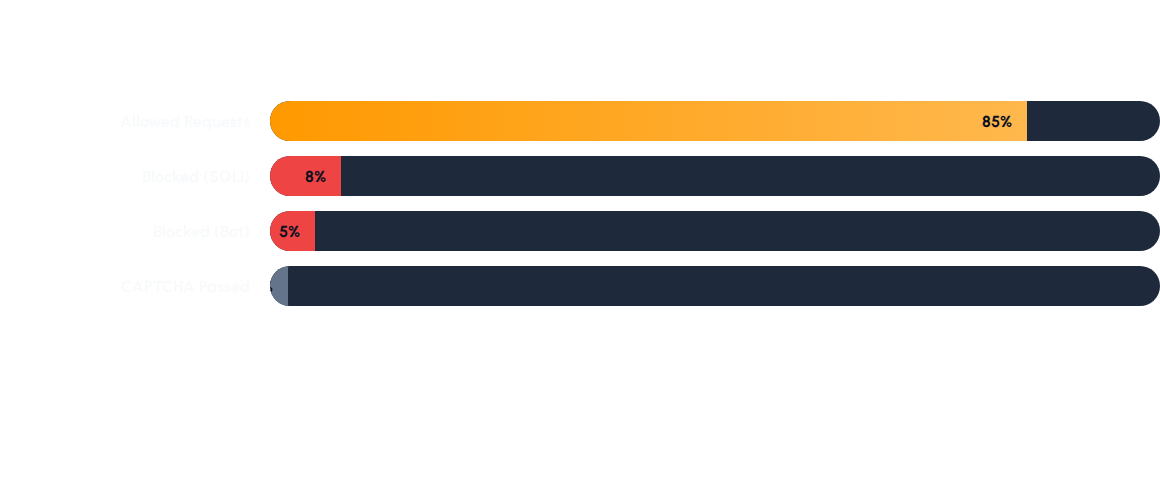 Allowed Requests 85%
Blocked (SQLi) 8%
Blocked (Bot) 5%
CAPTCHA Passed